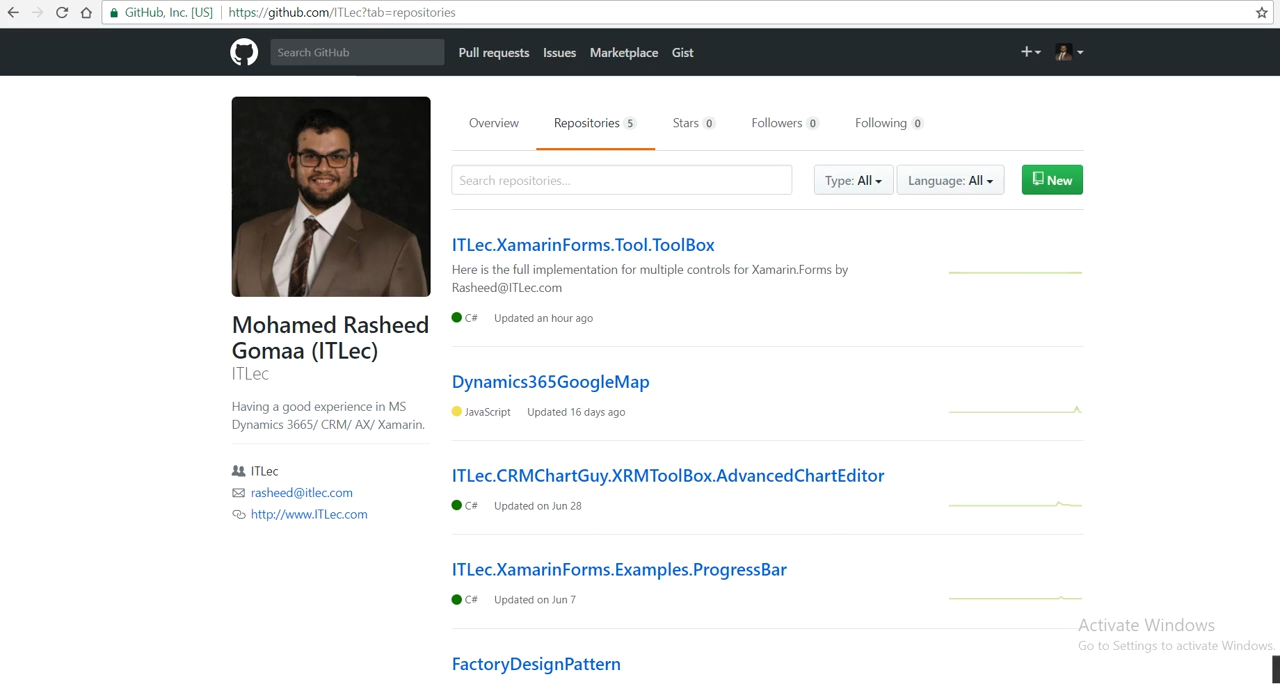 GitHub, Inc. [US] https://github.com/ITLec?tab=repositories
Search GitHub Pull requests Issues Marketplace Gist
Overview Repositories 5 Stars 0 Followers 0 Following 0
Search repositories... Type: All Language: All New
ITLec.XamarinForms.Tool.ToolBox
Here is the full implementation for multiple controls for Xamarin.Forms by
Rasheed@ITLec.com
C# Updated an hour ago
Mohamed Rasheed
Gomaa (ITLec)
ITLec
Having a good experience in MS
Dynamics 3665/ CRM/ AX/ Xamarin.
ITLec
rasheed@itlec.com
http://www.ITLec.com
Dynamics365GoogleMap
JavaScript Updated 16 days ago
ITLec.CRMChartGuy.XRMToolBox.AdvancedChartEditor
C# Updated on Jun 28
ITLec.XamarinForms.Examples.ProgressBar
C# Updated on Jun 7
FactoryDesignPattern
Activate Windows
Go to Settings to activate Windows.